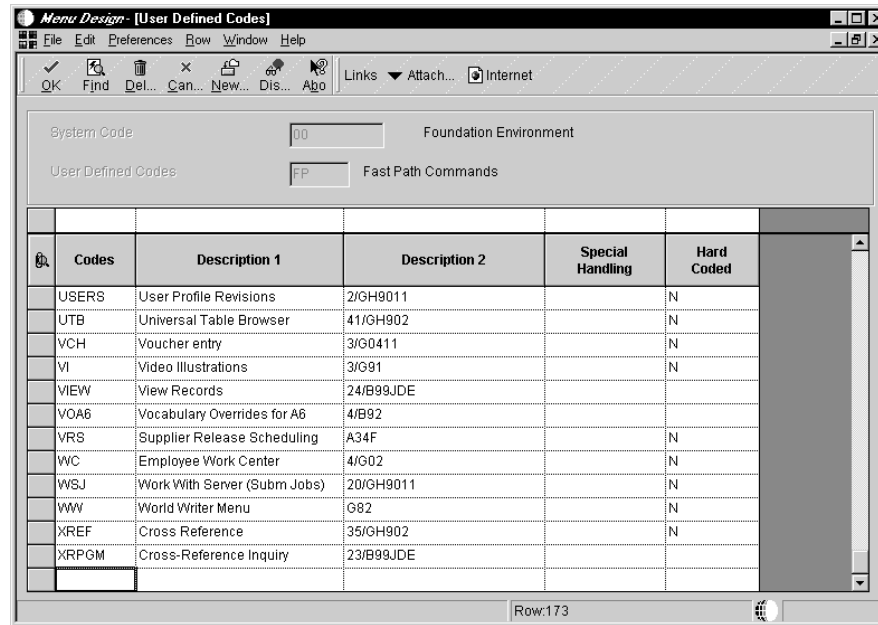 Menu Design - [User Defined Codes]
File Edit Preferences Row Window Help
OK Find Del... Can... New... Dis... Abo Links Attach... Internet
System Code 00 Foundation Environment
User Defined Codes FP Fast Path Commands
Codes Description 1 Description 2 Special Handling Hard Coded
USERS User Profile Revisions 2/GH9011 N
UTB Universal Table Browser 41/GH902 N
VCH Voucher entry 3/G0411 N
VI Video Illustrations 3/G91 N
VIEW View Records 24/B99JDE
VOA6 Vocabulary Overrides for A6 4/B92
VRS Supplier Release Scheduling A34F N
WC Employee Work Center 4/G02 N
WSJ Work With Server (Subm Jobs) 20/GH9011 N
WW World Writer Menu G82 N
XREF Cross Reference 35/GH902 N
XRPGM Cross-Reference Inquiry 23/B99JDE
Row:173